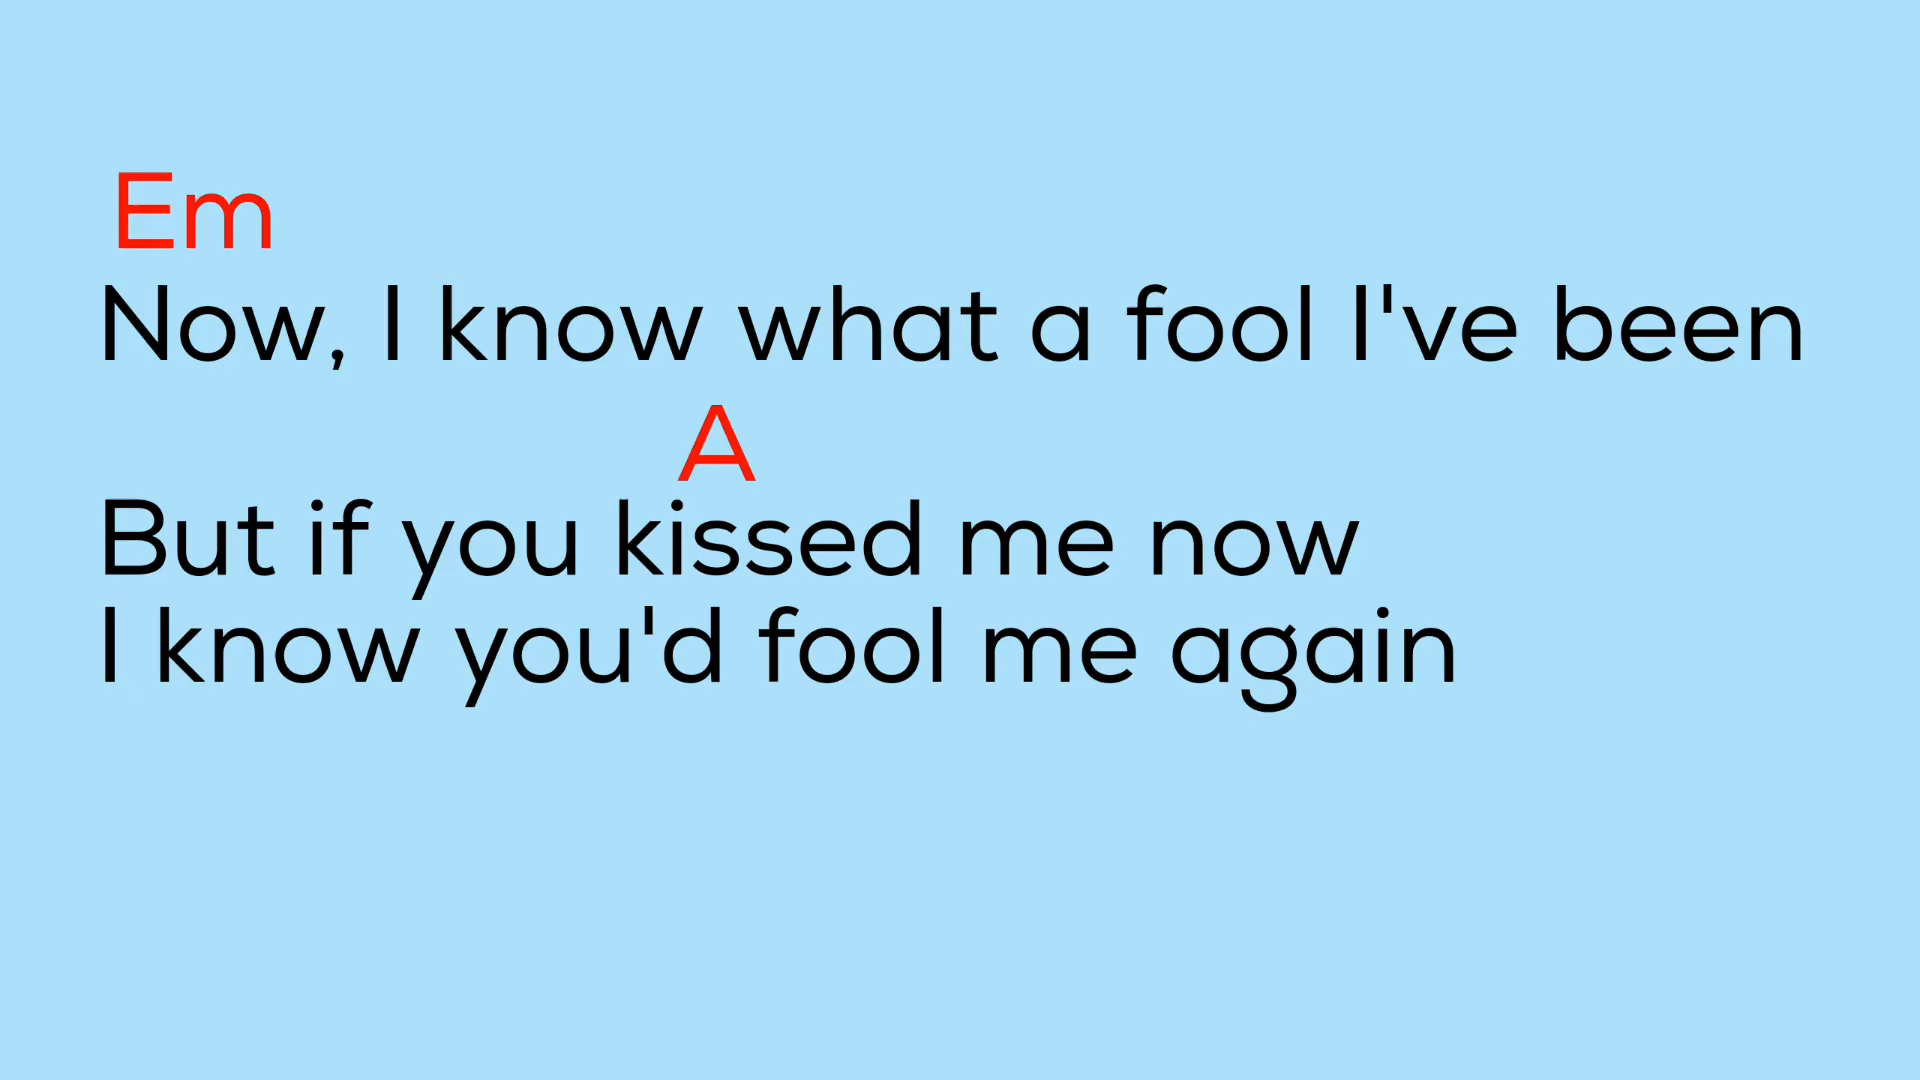 Em
Now, I know what a fool I've been
A
But if you kissed me now
I know you'd fool me again